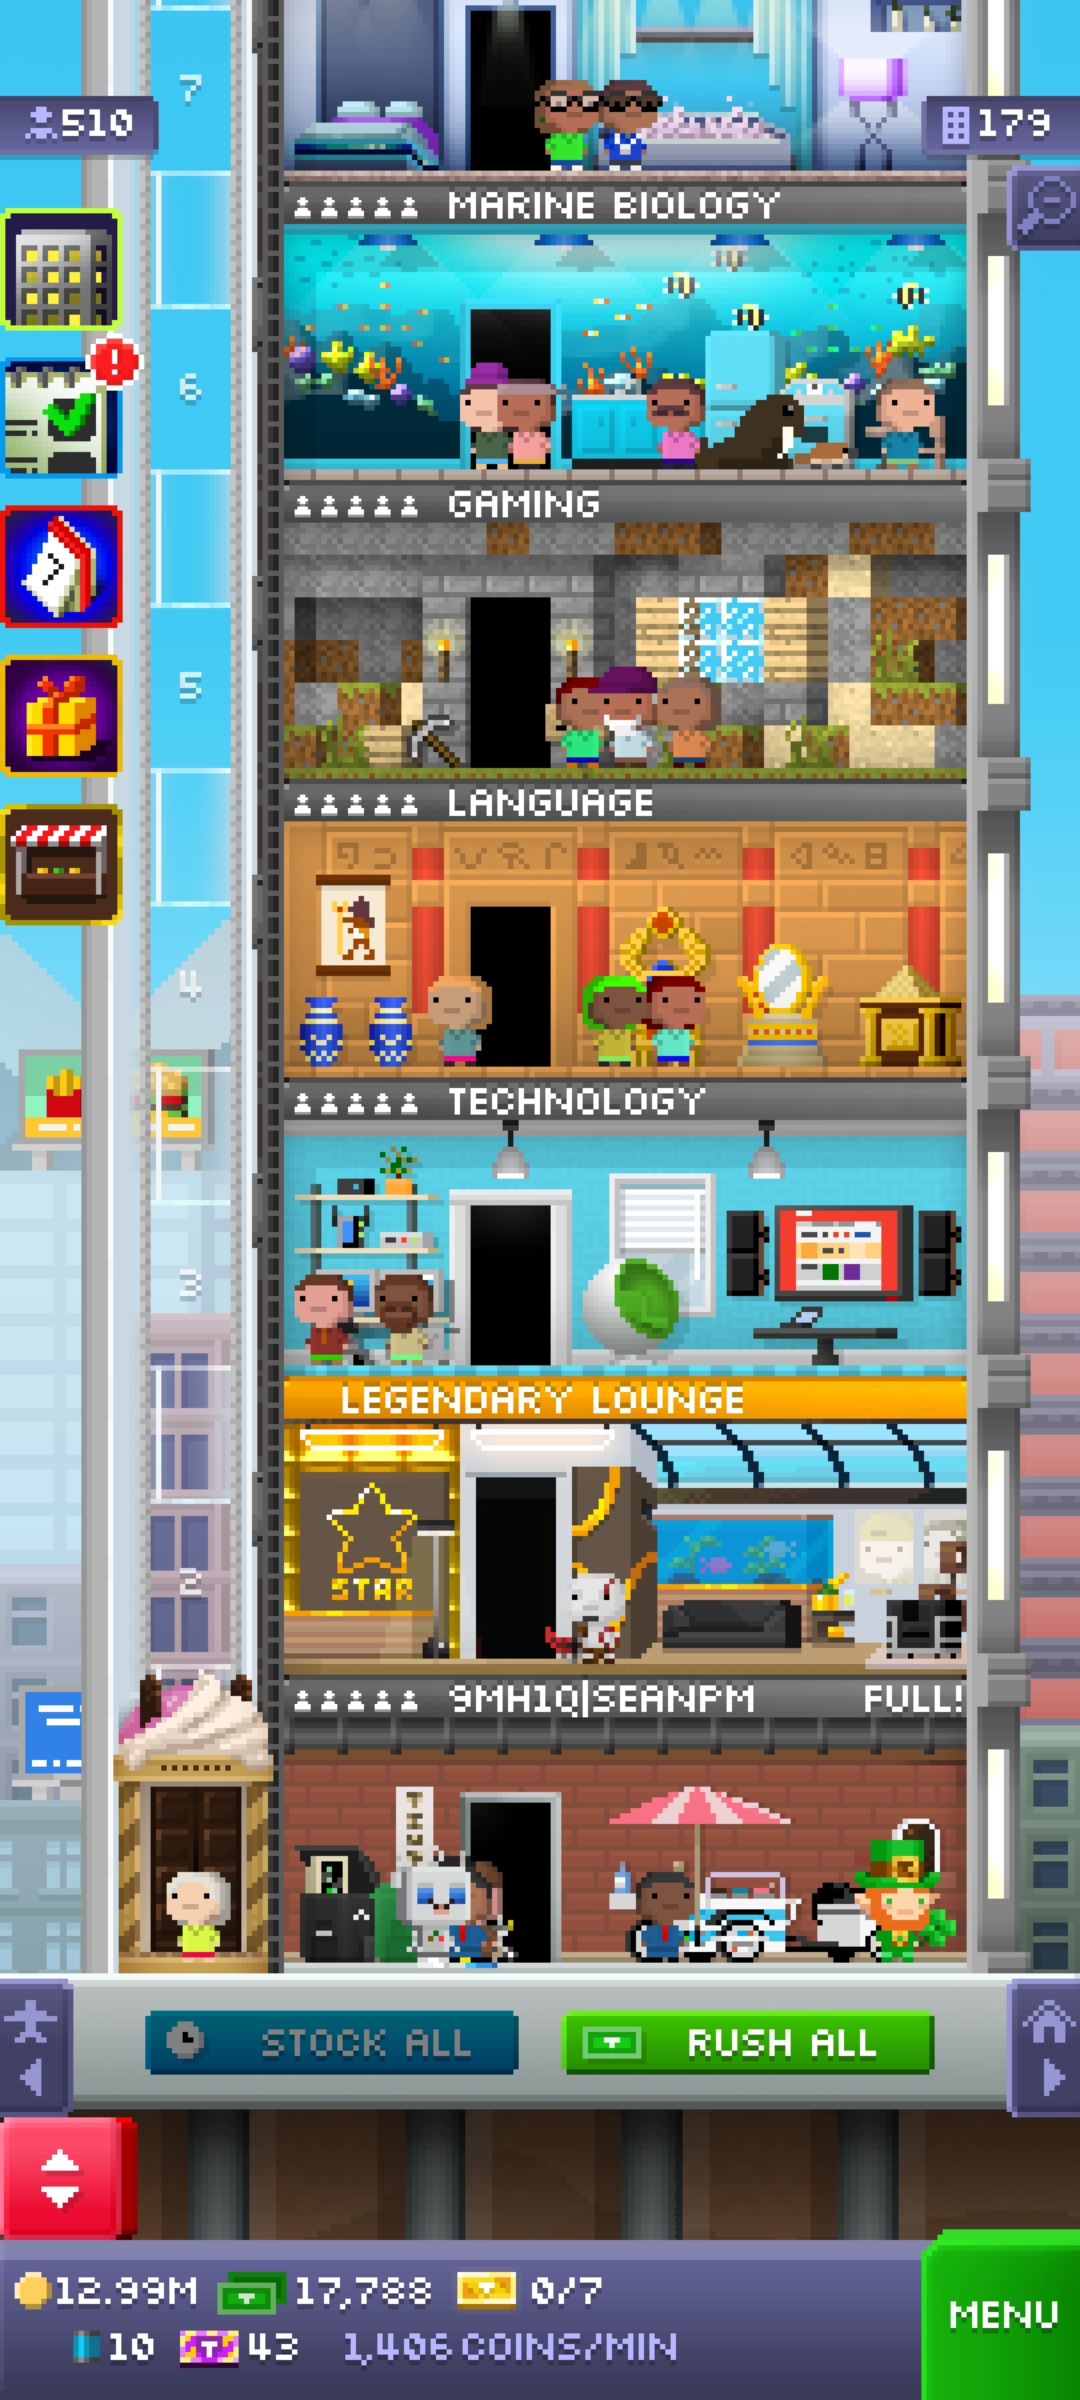 7
510
179
MARINE BIOLOGY
6
GAMING
5
LANGUAGE
4
TECHNOLOGY
3
LEGENDARY LOUNGE
STAR
2
9MH1Q|SEANPM FULL!
STOCK ALL
RUSH ALL
12.99M 17,788 0/7
10 43 1,406 COINS/MIN
MENU